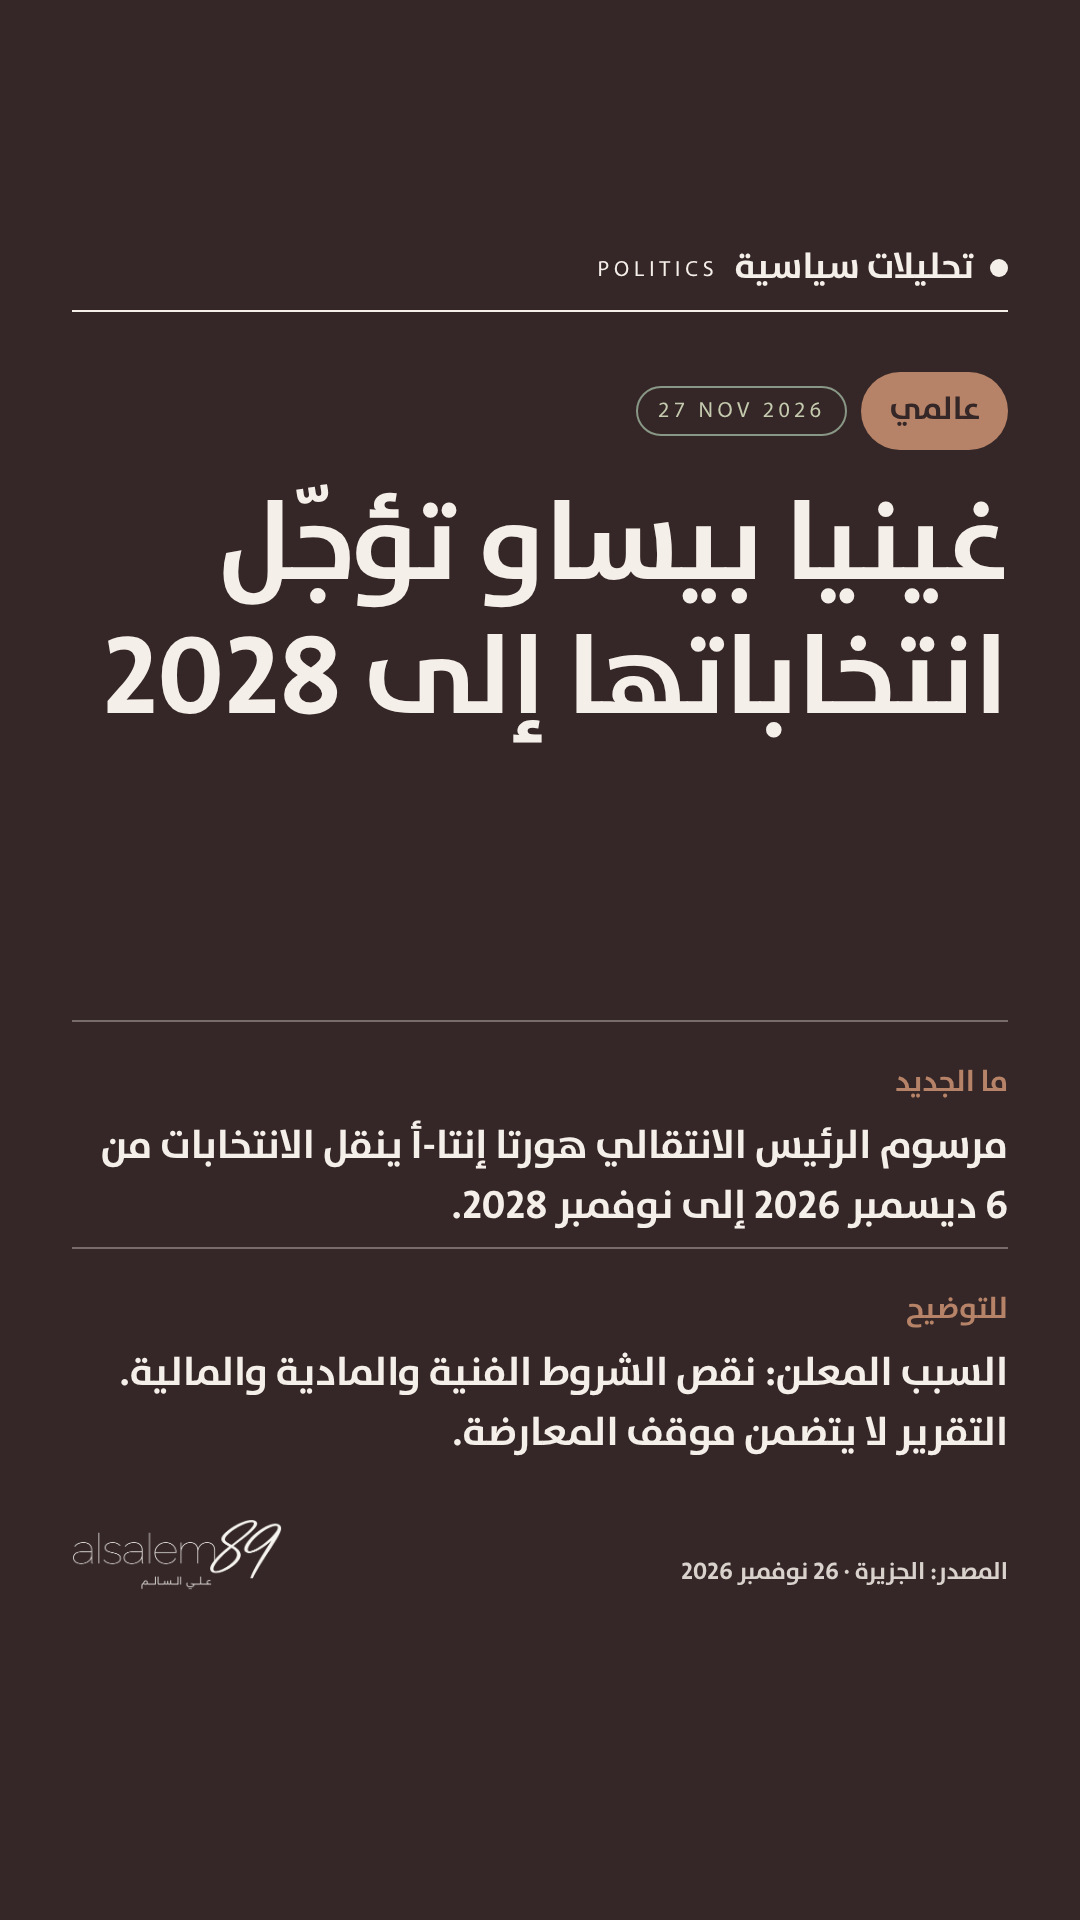 تحليلات سياسية POLITICS
عالمي 27 NOV 2026
غينيا بيساو تؤجّل
انتخاباتها إلى 2028
ما الجديد
مرسوم الرئيس الانتقالي هورتا إنتا-أ ينقل الانتخابات من
6 ديسمبر 2026 إلى نوفمبر 2028.
للتوضيح
السبب المعلن: نقص الشروط الفنية والمادية والمالية.
التقرير لا يتضمن موقف المعارضة.
المصدر: الجزيرة · 26 نوفمبر 2026
alsalem89
علي السالم